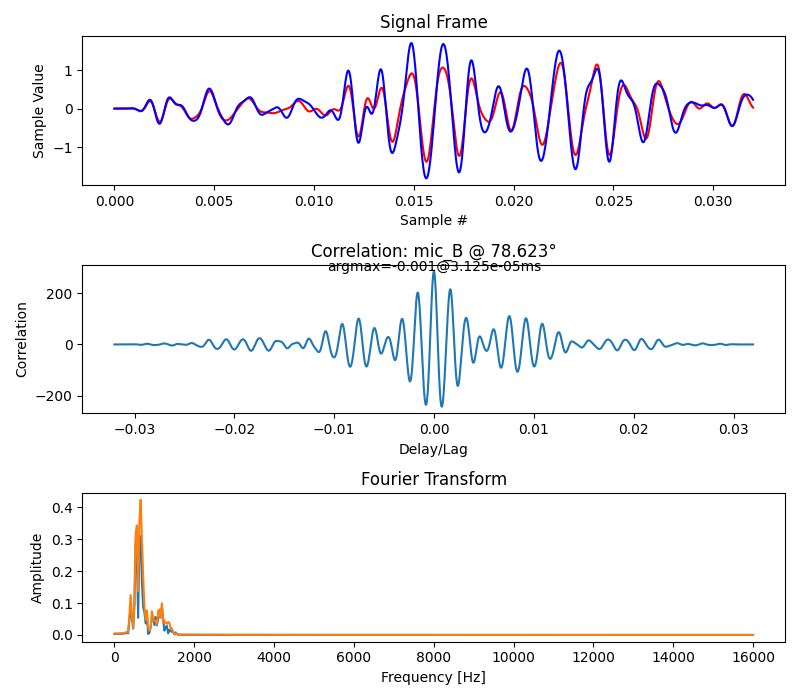 Signal Frame
1
0
−1
Sample Value
0.000 0.005 0.010 0.015 0.020 0.025 0.030
Sample #
Correlation: mic_B @ 78.623°
argmax=-0.001@3.125e-05ms
200
0
−200
Correlation
−0.03 −0.02 −0.01 0.00 0.01 0.02 0.03
Delay/Lag
Fourier Transform
0.4
0.3
0.2
0.1
0.0
Amplitude
0 2000 4000 6000 8000 10000 12000 14000 16000
Frequency [Hz]